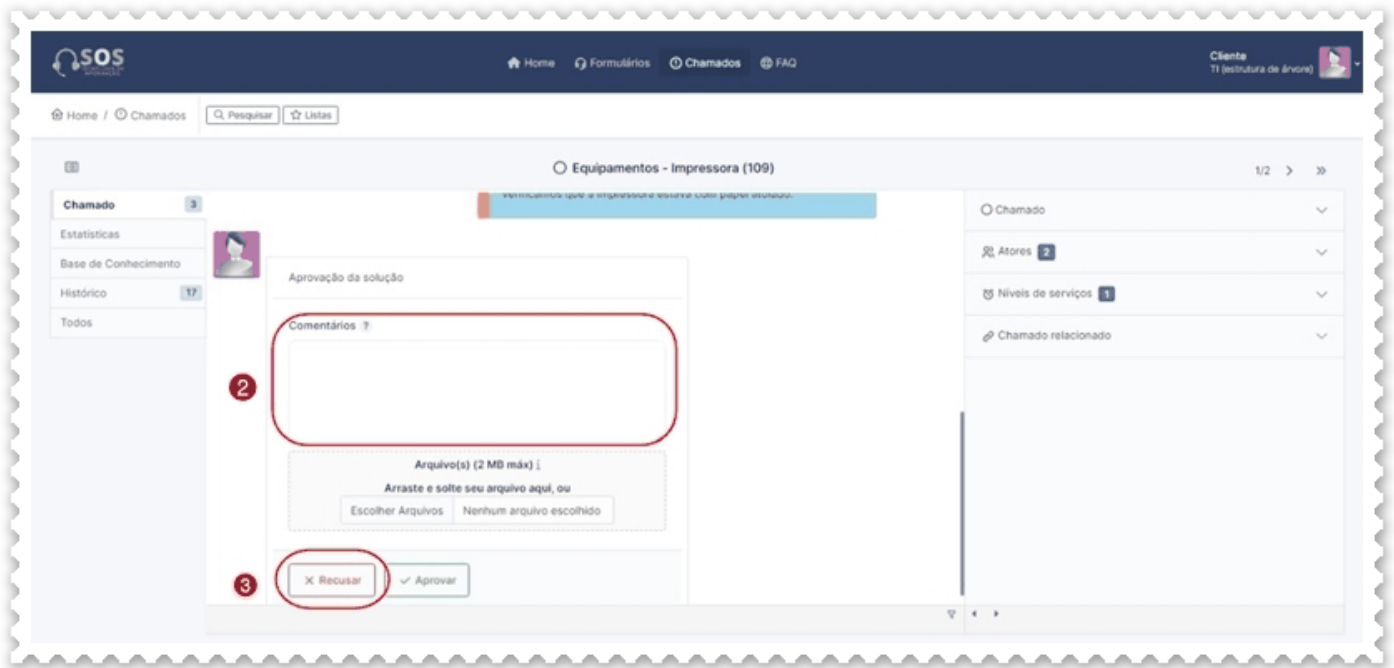 SOS
Home
Formulários
Chamados
FAQ
Cliente
TI (estrutura de árvore)
Home / Chamados
Pesquisar
Listas
Equipamentos - Impressora (109)
1/2
Chamado 3
Estatísticas
Base de Conhecimento
Histórico 17
Todos
Verificamos que a impressora estava com papel atolado.
Aprovação da solução
Comentários ?
2
Arquivo(s) (2 MB máx) i
Arraste e solte seu arquivo aqui, ou
Escolher Arquivos Nenhum arquivo escolhido
3
Recusar
Aprovar
Chamado
Atores 2
Níveis de serviços 1
Chamado relacionado